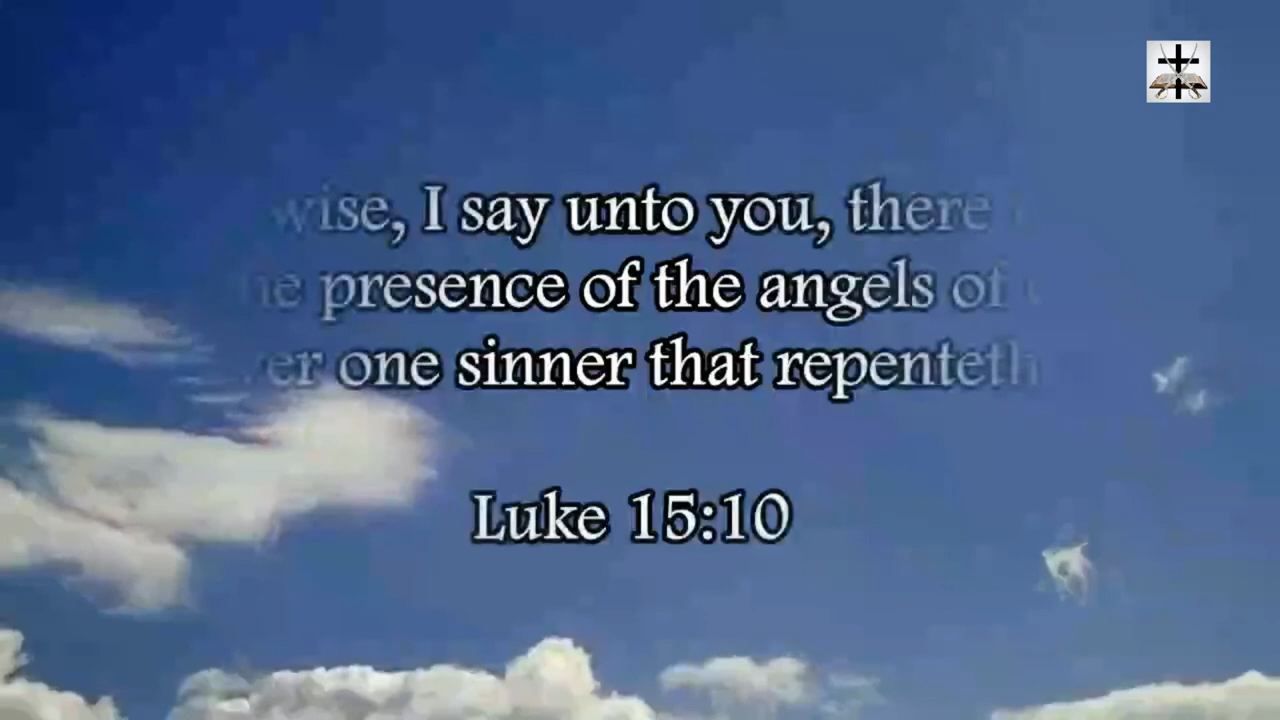 wise, I say unto you, there
presence of the angels of
one sinner that repenteth
Luke 15:10